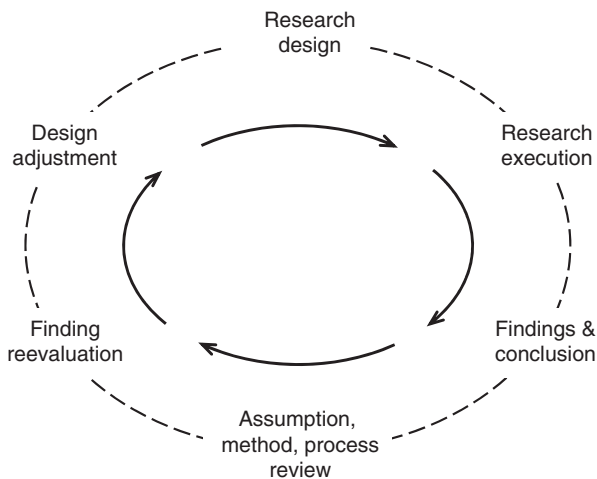 Research
design
Research
execution
Findings &
conclusion
Assumption,
method, process
review
Finding
reevaluation
Design
adjustment